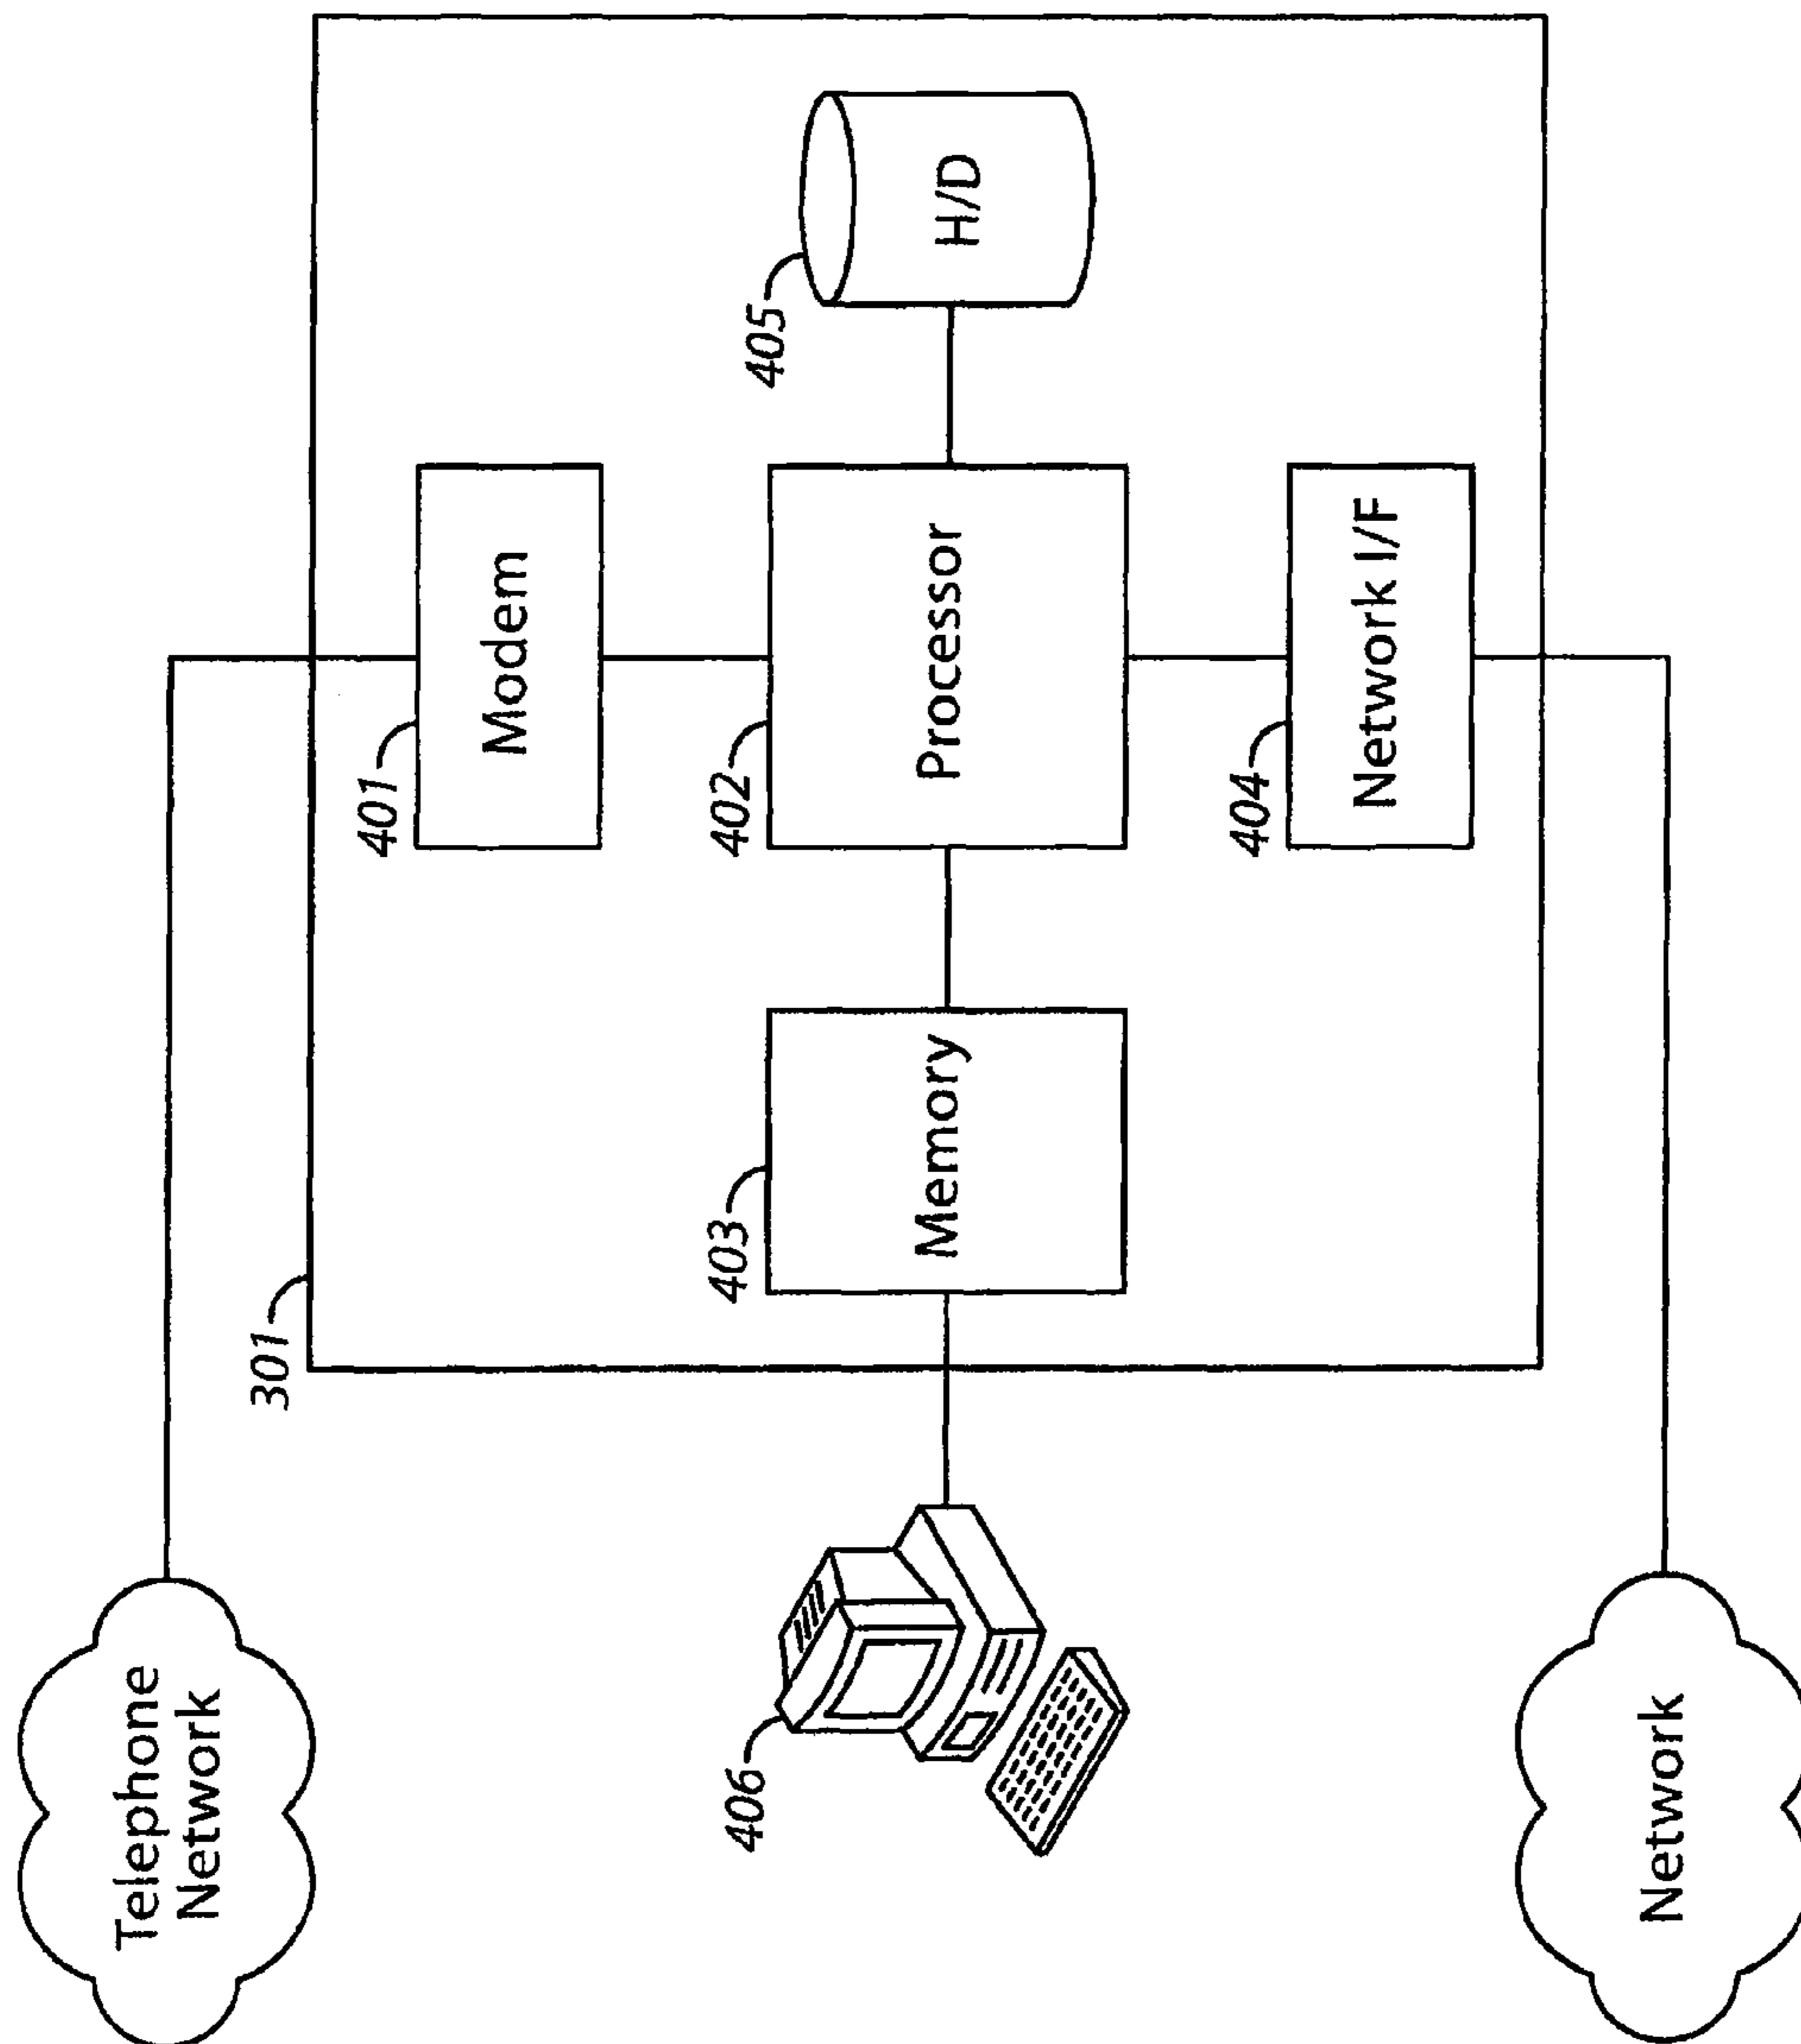 Telephone
Network
301
401
Modem
406
403
Memory
402
Processor
405
H/D
404
Network I/F
Network